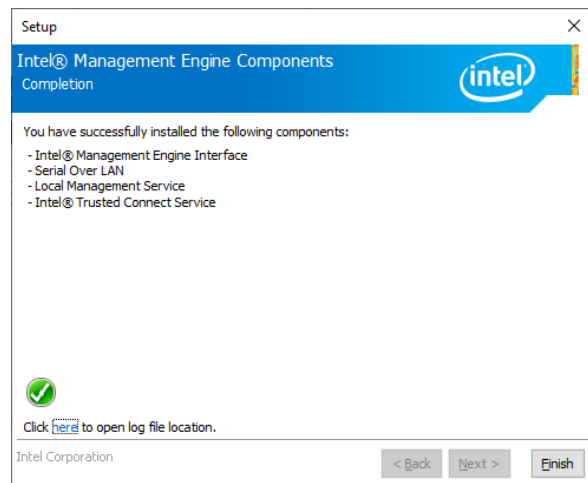 Setup
Intel® Management Engine Components
Completion
intel
You have successfully installed the following components:
- Intel® Management Engine Interface
- Serial Over LAN
- Local Management Service
- Intel® Trusted Connect Service
Click here to open log file location.
Intel Corporation
< Back Next > Finish